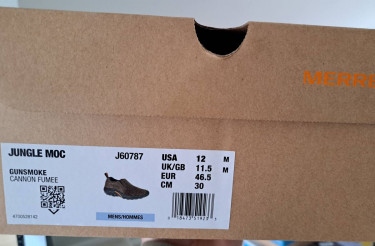 MERR
JUNGLE MOC J60787
GUNSMOKE
CANNON FUMEE
USA 12 M
UK/GB 11.5 M
EUR 46.5
CM 30
MENS/HOMMES